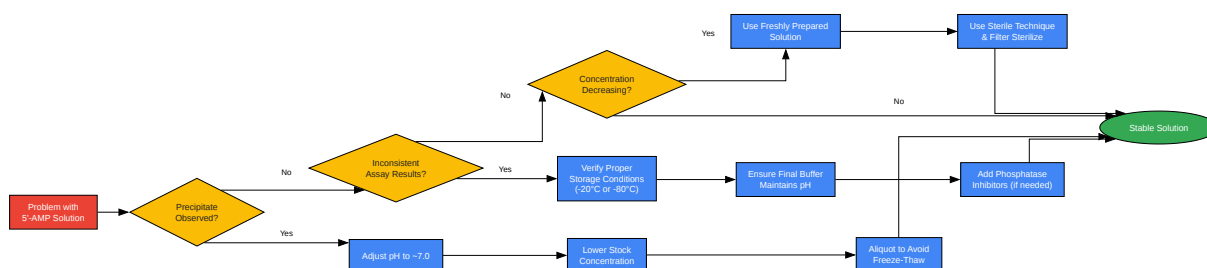 Use Freshly Prepared
Solution
Use Sterile Technique
& Filter Sterilize
Yes
Concentration
Decreasing?
No
No
Stable Solution
Inconsistent
Assay Results?
Yes
Verify Proper
Storage Conditions
(-20°C or -80°C)
Ensure Final Buffer
Maintains pH
Add Phosphatase
Inhibitors (if needed)
No
Problem with
5'-AMP Solution
Precipitate
Observed?
Yes
Adjust pH to ~7.0
Lower Stock
Concentration
Aliquot to Avoid
Freeze-Thaw